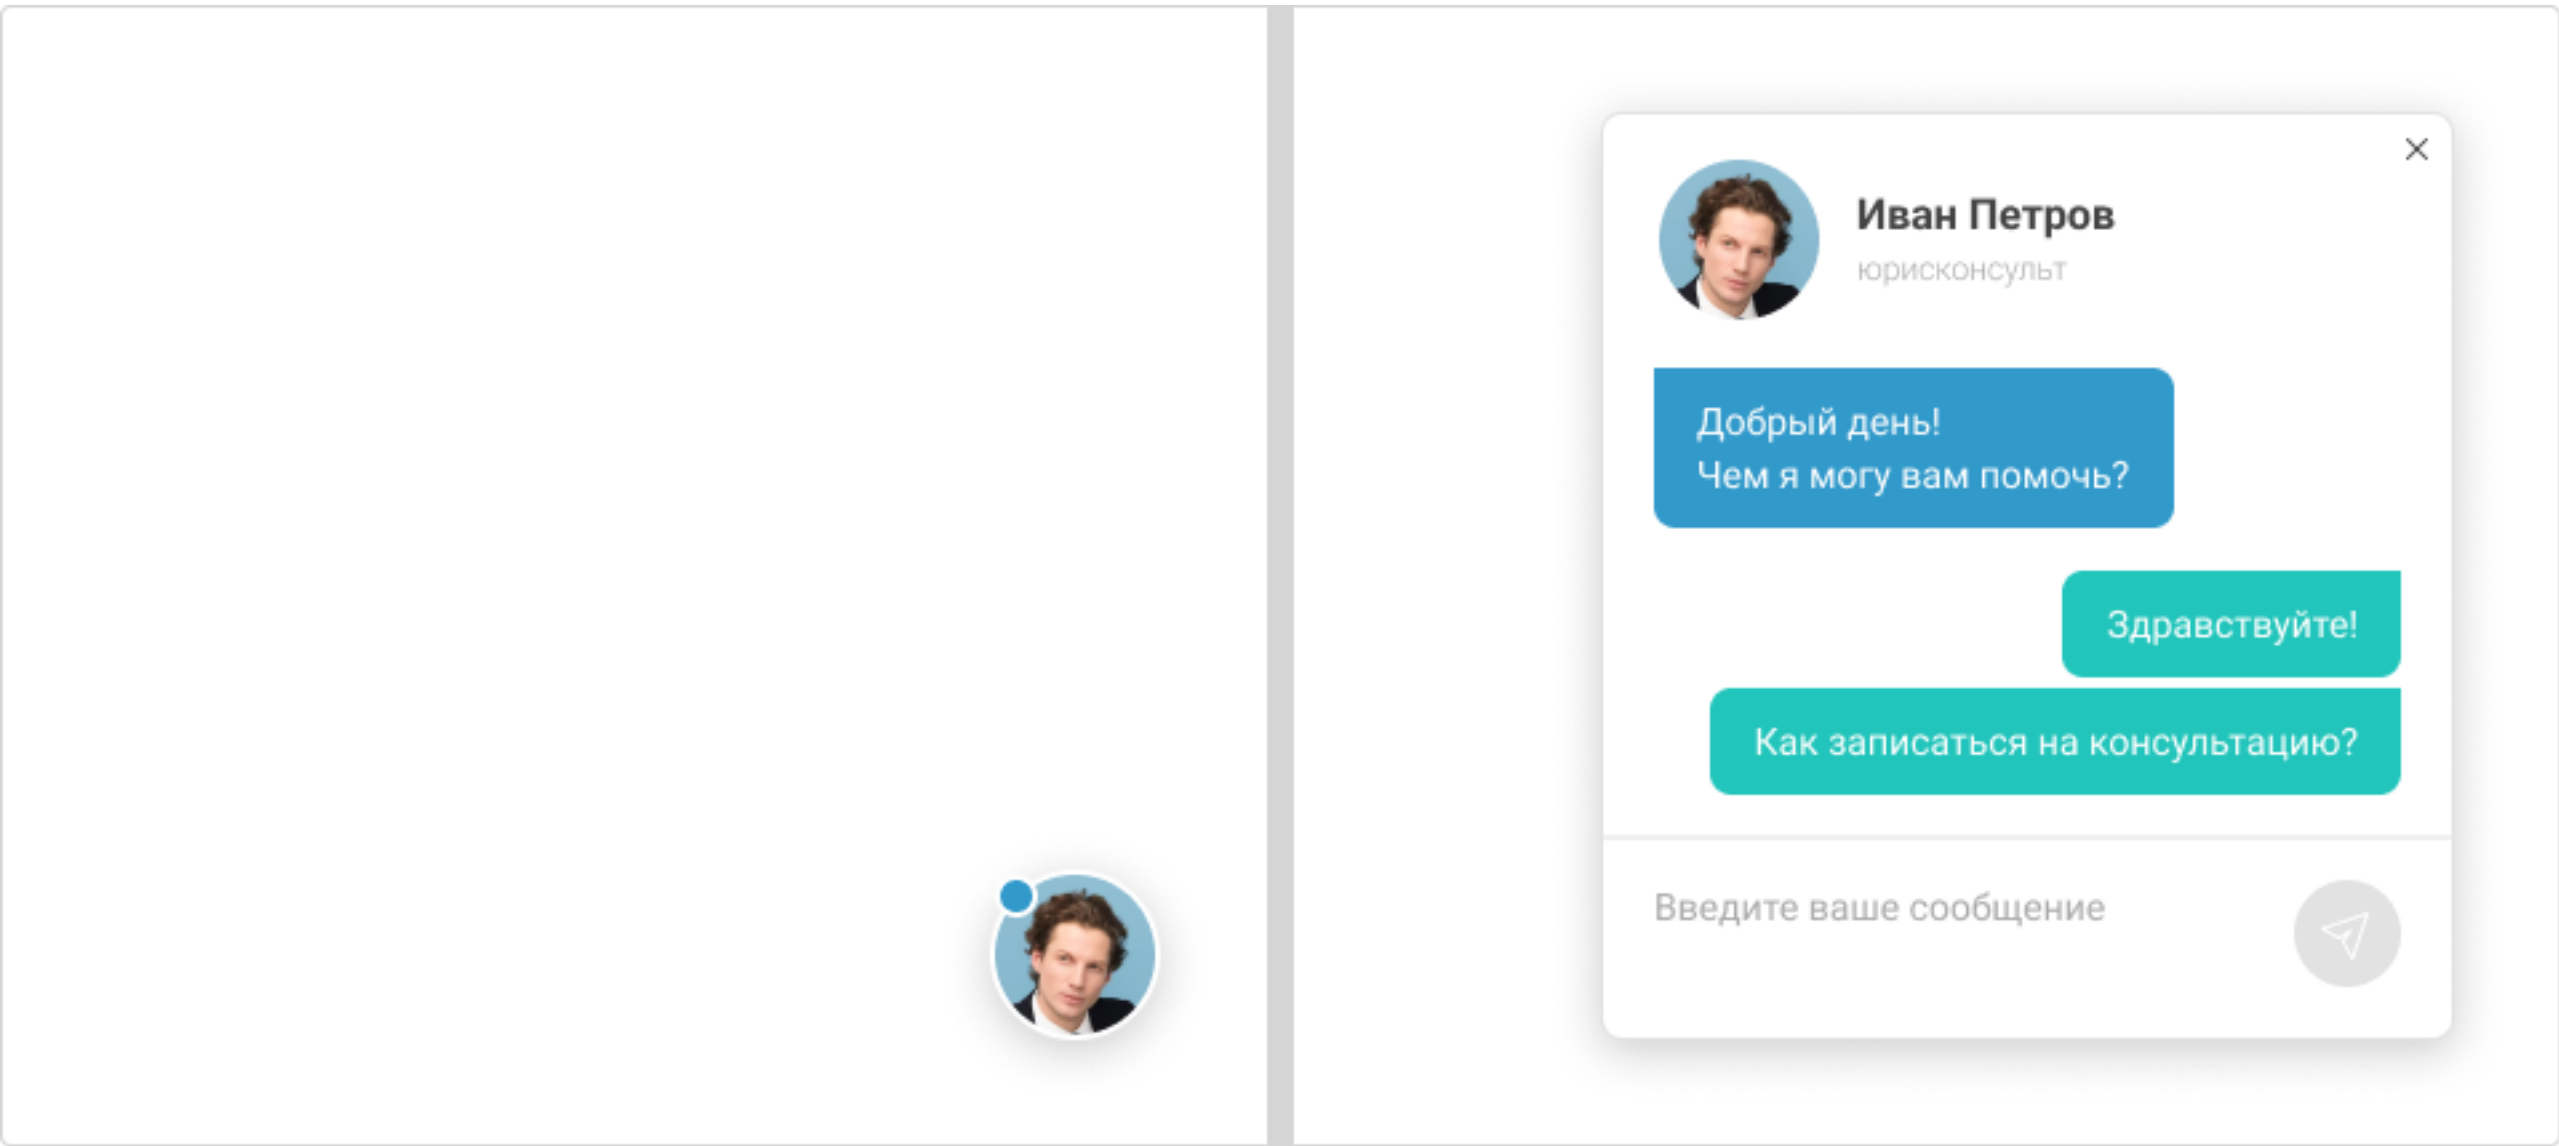 Иван Петров
юрисконсульт
Добрый день!
Чем я могу вам помочь?
Здравствуйте!
Как записаться на консультацию?
Введите ваше сообщение